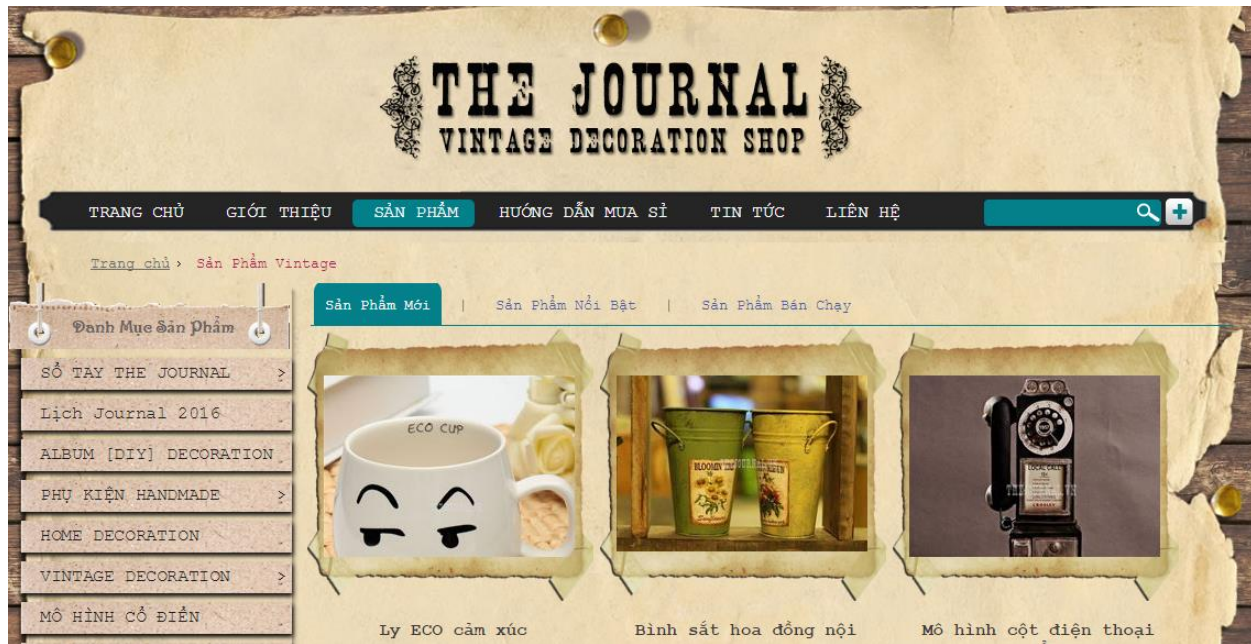 THE JOURNAL
VINTAGE DECORATION SHOP
TRANG CHỦ GIỚI THIỆU SẢN PHẨM HƯỚNG DẪN MUA SỈ TIN TỨC LIÊN HỆ
Trang chủ › Sản Phẩm Vintage
Danh Mục Sản Phẩm
SỔ TAY THE JOURNAL >
Lịch Journal 2016
ALBUM [DIY] DECORATION
PHỤ KIỆN HANDMADE >
HOME DECORATION
VINTAGE DECORATION >
MÔ HÌNH CỔ ĐIỂN
Sản Phẩm Mới | Sản Phẩm Nổi Bật | Sản Phẩm Bán Chạy
ECO CUP
LOCAL CALLS
Ly ECO cảm xúc
Bình sắt hoa đồng nội
Mô hình cột điện thoại